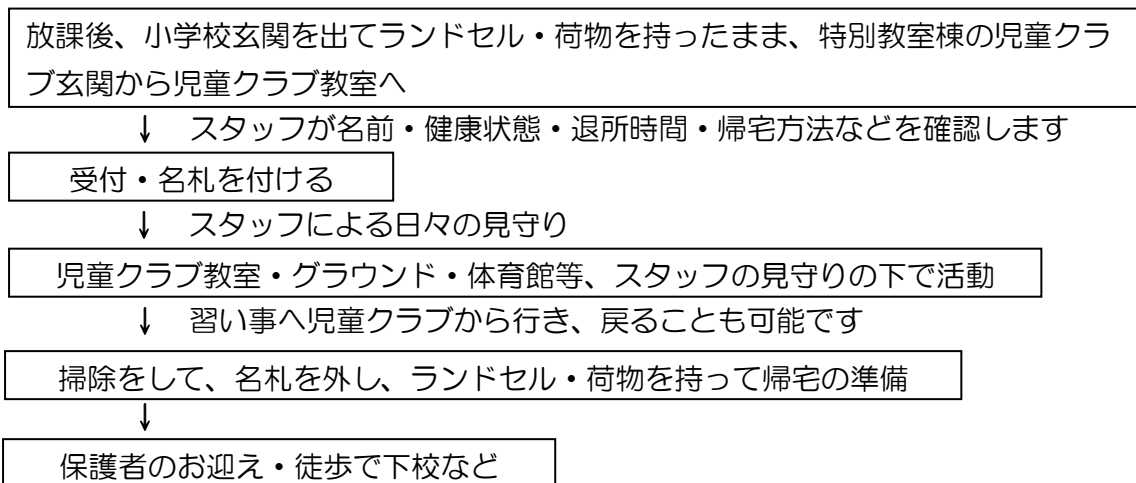 放課後、小学校玄関を出てランドセル・荷物を持ったまま、特別教室棟の児童クラ
ブ玄関から児童クラブ教室へ
↓ スタッフが名前・健康状態・退所時間・帰宅方法などを確認します
受付・名札を付ける
↓ スタッフによる日々の見守り
児童クラブ教室・グラウンド・体育館等、スタッフの見守りの下で活動
↓ 習い事へ児童クラブから行き、戻ることも可能です
掃除をして、名札を外し、ランドセル・荷物を持って帰宅の準備
↓
保護者のお迎え・徒歩で下校など